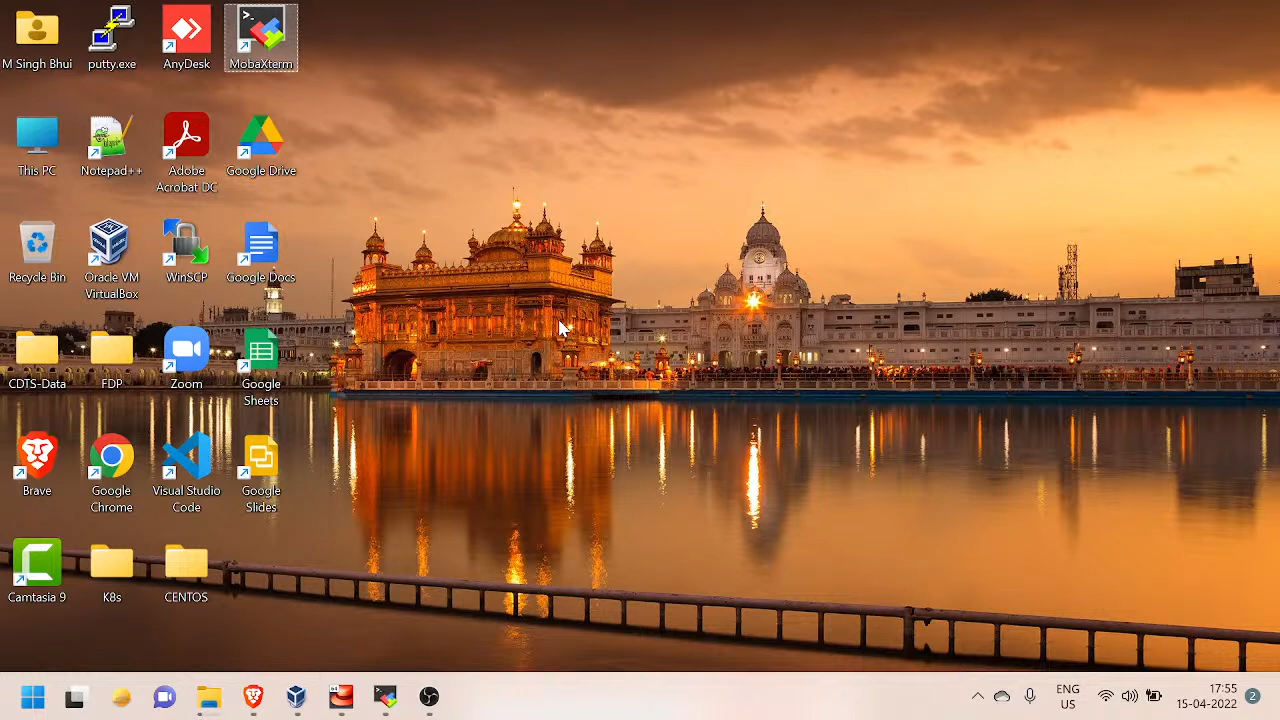 M Singh Bhui
putty.exe
AnyDesk
MobaXterm
This PC
Notepad++
Adobe
Acrobat DC
Google Drive
Recycle Bin
Oracle VM
VirtualBox
WinSCP
Google Docs
CDTS-Data
FDP
Zoom
Google
Sheets
Brave
Google
Chrome
Visual Studio
Code
Google
Slides
Camtasia 9
K8s
CENTOS
64
ENG
US
17:55
15-04-2022
2